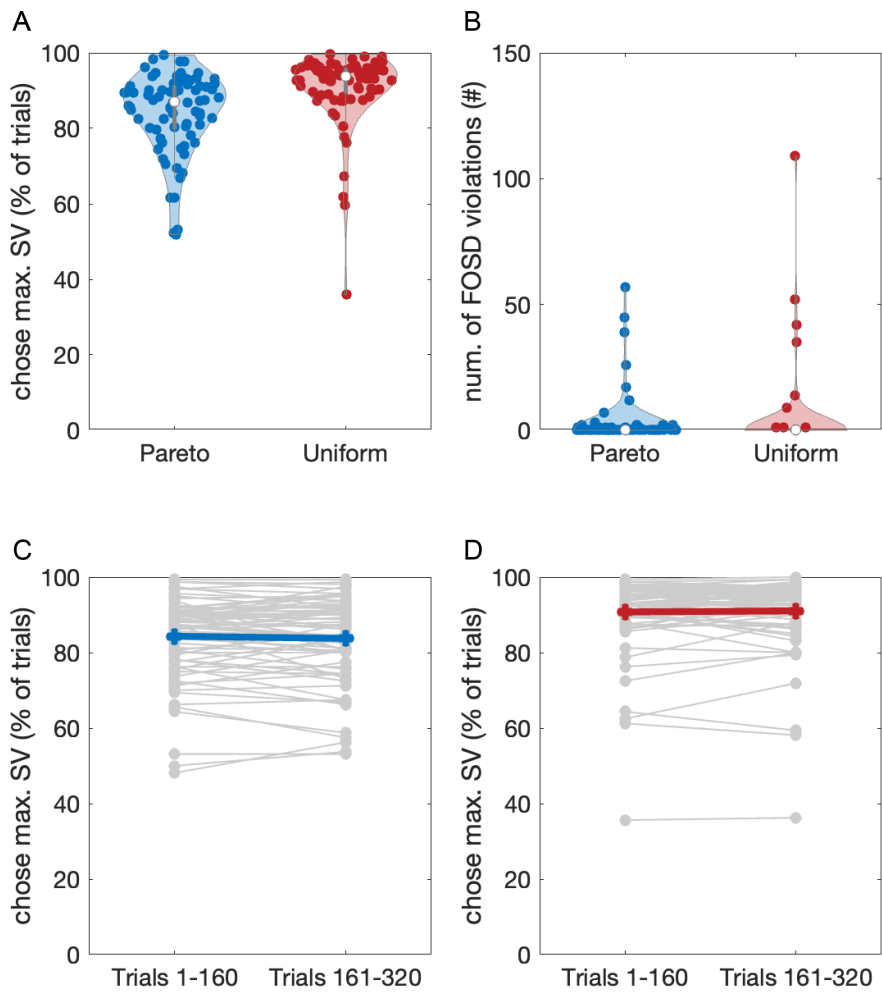 A
B
chose max. SV (% of trials)
100
80
60
40
20
0
Pareto
Uniform
num. of FOSD violations (#)
150
100
50
0
Pareto
Uniform
C
D
chose max. SV (% of trials)
100
80
60
40
20
0
Trials 1-160
Trials 161-320
chose max. SV (% of trials)
100
80
60
40
20
0
Trials 1-160
Trials 161-320